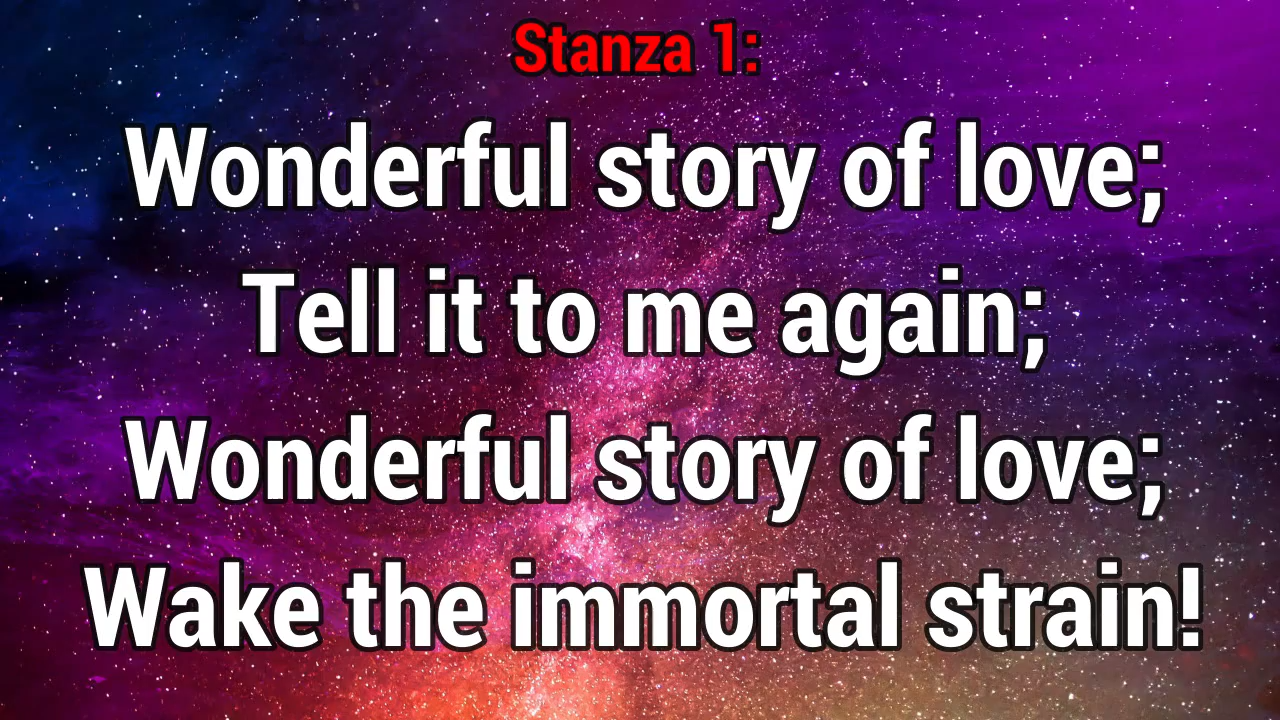 Stanza 1:
Wonderful story of love;
Tell it to me again;
Wonderful story of love;
Wake the immortal strain!